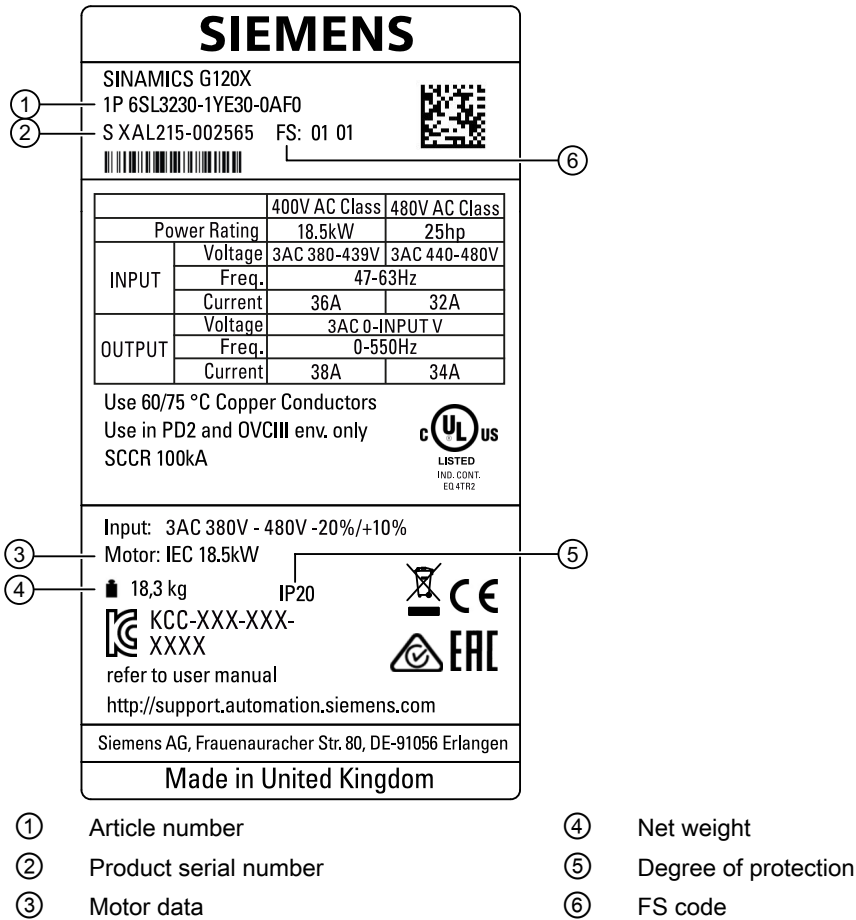 SIEMENS
SINAMICS G120X
① 1P 6SL3230-1YE30-0AF0
② S XAL215-002565 FS: 01 01
⑥
400V AC Class 480V AC Class
Power Rating 18.5kW 25hp
INPUT
Voltage 3AC 380-439V 3AC 440-480V
Freq. 47-63Hz
Current 36A 32A
OUTPUT
Voltage 3AC 0-INPUT V
Freq. 0-550Hz
Current 38A 34A
Use 60/75 °C Copper Conductors
Use in PD2 and OVCIII env. only
SCCR 100kA
c UL ® US
LISTED
IND. CONT.
EQ 4TR2
Input: 3AC 380V - 480V -20%/+10%
③ Motor: IEC 18.5kW
⑤
④ 18,3 kg IP20
CE
KCC-XXX-XXX-
XXXX
EAC
refer to user manual
http://support.automation.siemens.com
Siemens AG, Frauenauracher Str. 80, DE-91056 Erlangen
Made in United Kingdom
① Article number
② Product serial number
③ Motor data
④ Net weight
⑤ Degree of protection
⑥ FS code